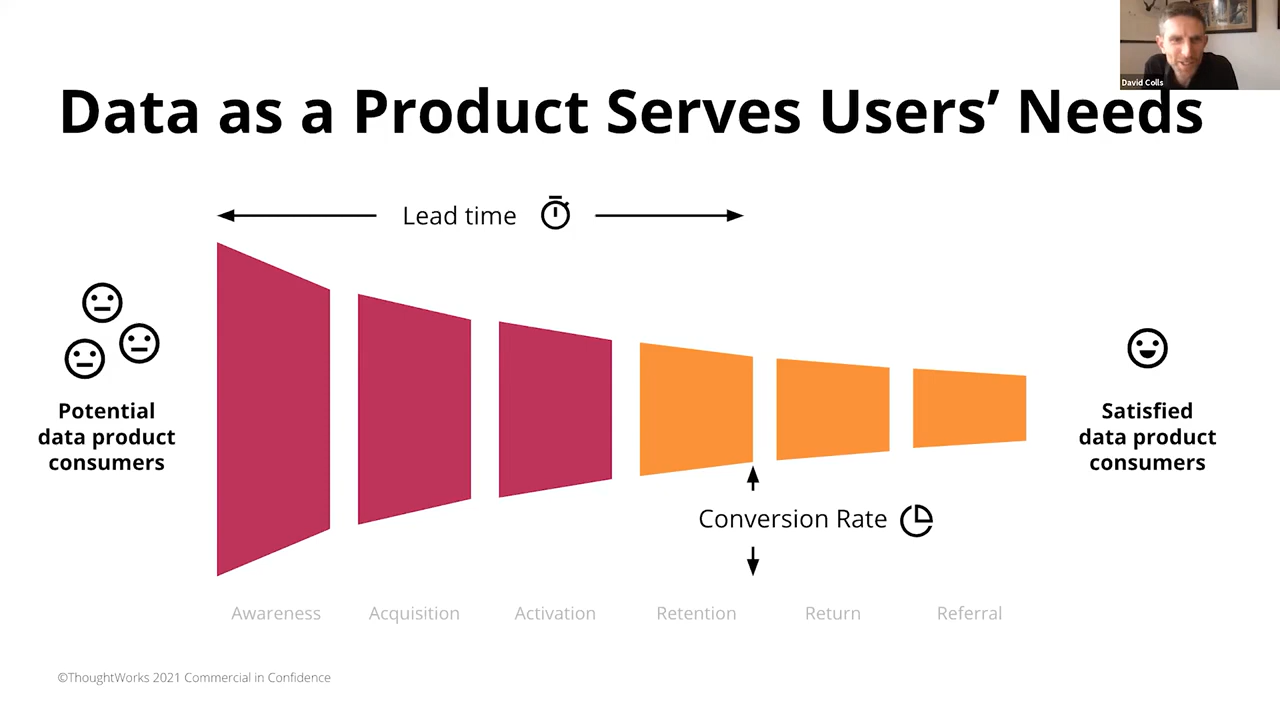 David Colls
Data as a Product Serves Users’ Needs
Lead time
Potential
data product
consumers
Satisfied
data product
consumers
Conversion Rate
Awareness
Acquisition
Activation
Retention
Return
Referral
©ThoughtWorks 2021 Commercial in Confidence